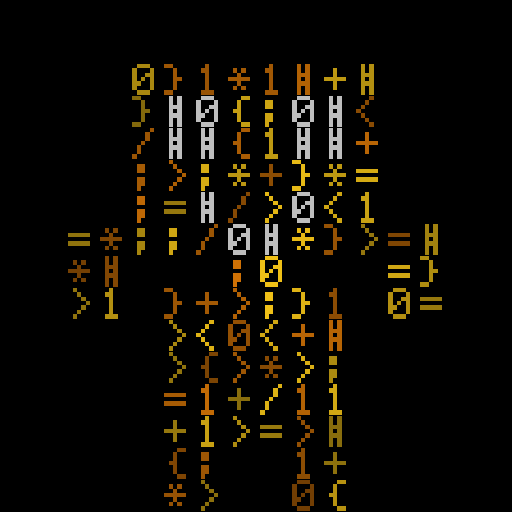 0}1*1H+H
}H0{;0H<
/HH{1HH+
;>;*+}*=
;=H/>0<1
=*;;/0H*}>=H
*H;0=}
>1}+>;}10=
><0<+H
>{>*>;
=1+/11
+1>=>H
{;1+
*>0{